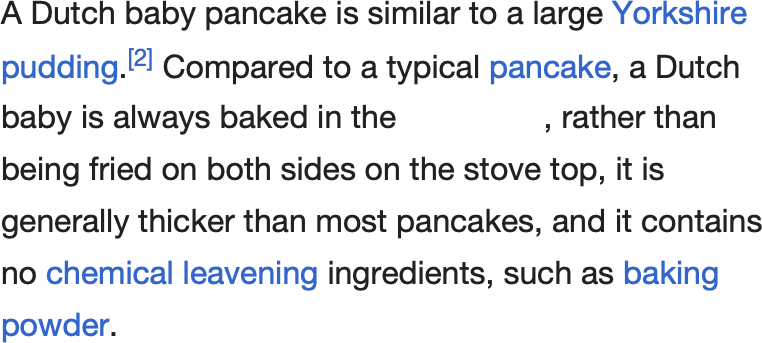 A Dutch baby pancake is similar to a large Yorkshire
pudding.[2] Compared to a typical pancake, a Dutch
baby is always baked in the , rather than
being fried on both sides on the stove top, it is
generally thicker than most pancakes, and it contains
no chemical leavening ingredients, such as baking
powder.